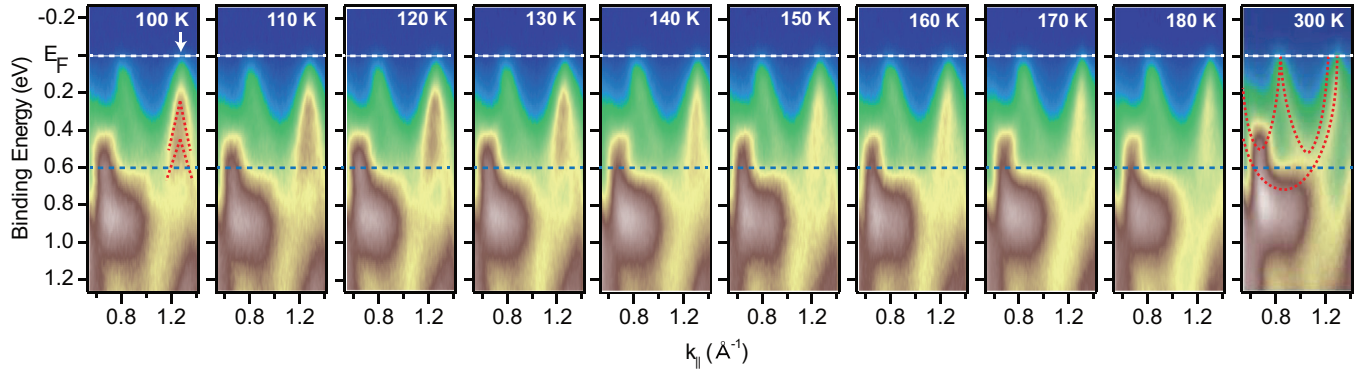 100 K
110 K
120 K
130 K
140 K
150 K
160 K
170 K
180 K
300 K
-0.2
E_F
0.2
0.4
0.6
0.8
1.0
1.2
Binding Energy (eV)
0.8 1.2
0.8 1.2
0.8 1.2
0.8 1.2
0.8 1.2
0.8 1.2
0.8 1.2
0.8 1.2
0.8 1.2
0.8 1.2
k_|| (Å⁻¹)